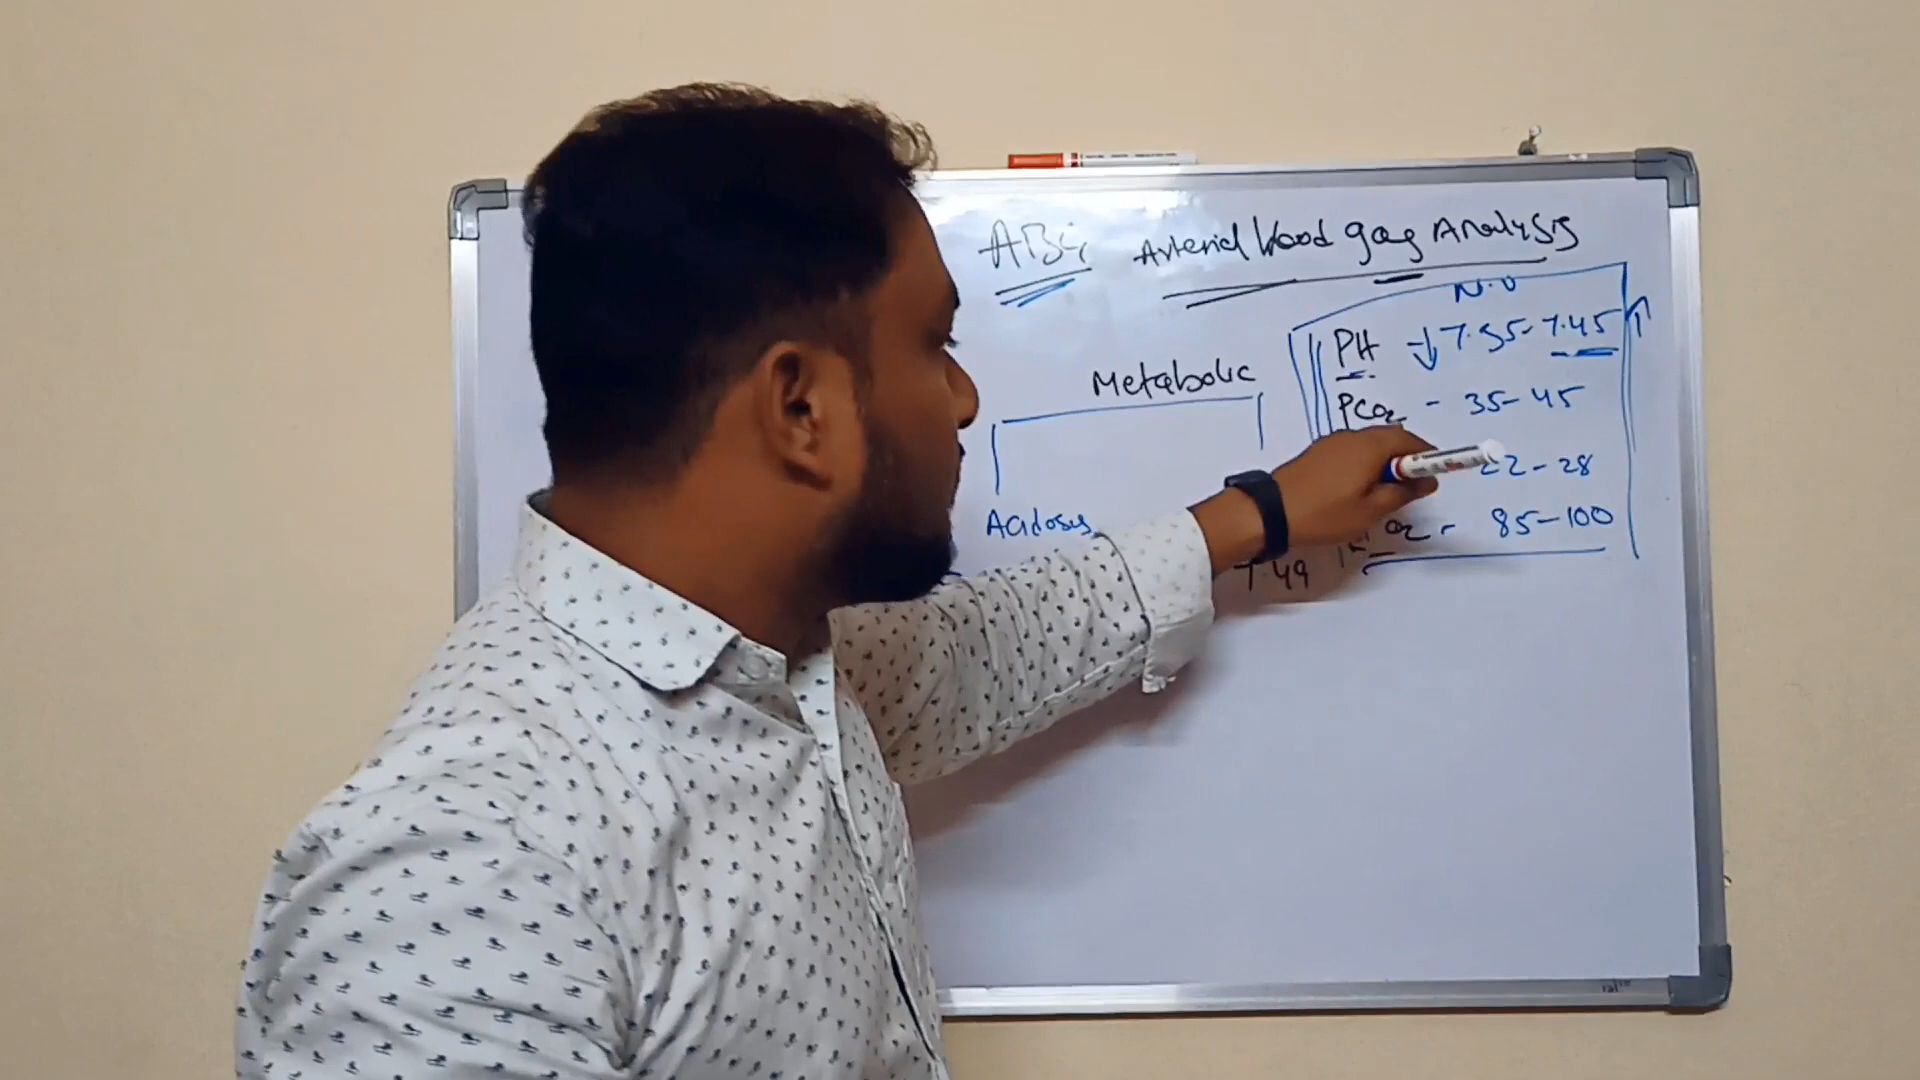 ABG Arterial blood gas Analysis
N.V
PH - ↓ 7.35-7.45 ↑
Metabolic
PCO2 - 35-45
22-28
Acidosis
O2 - 85-100
7.49